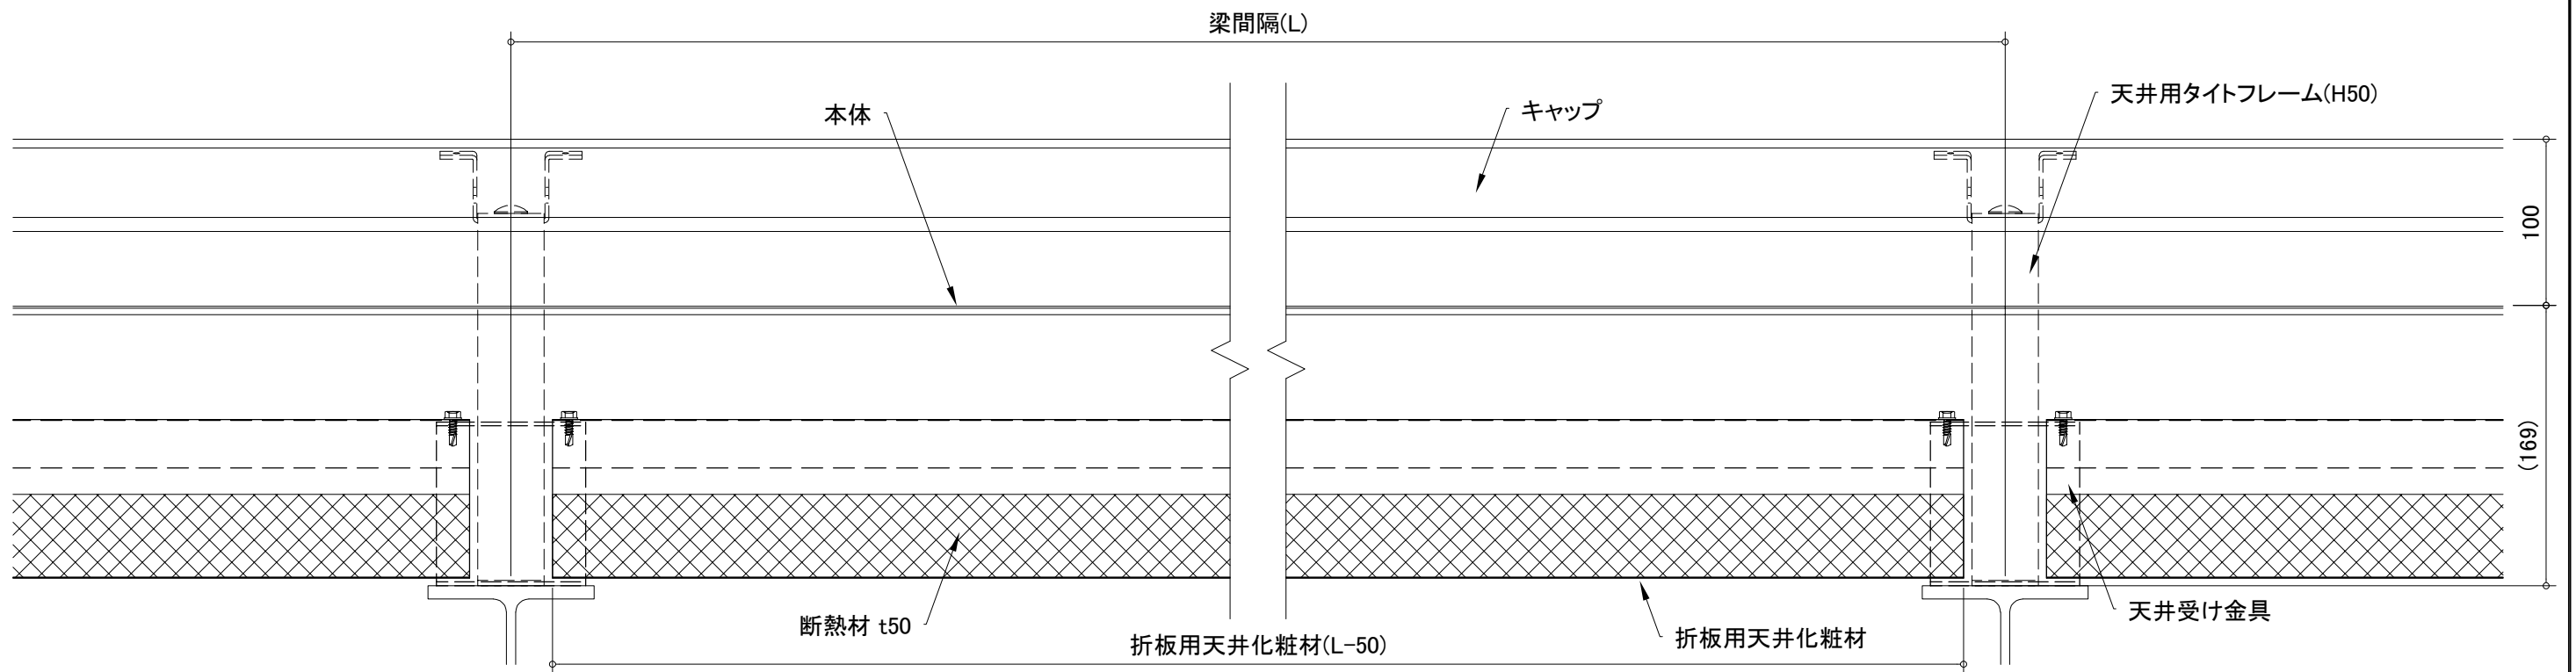 梁間隔(L)
本体
キャップ
天井用タイトフレーム(H50)
100
(169)
断熱材 t50
折板用天井化粧材(L-50)
折板用天井化粧材
天井受け金具